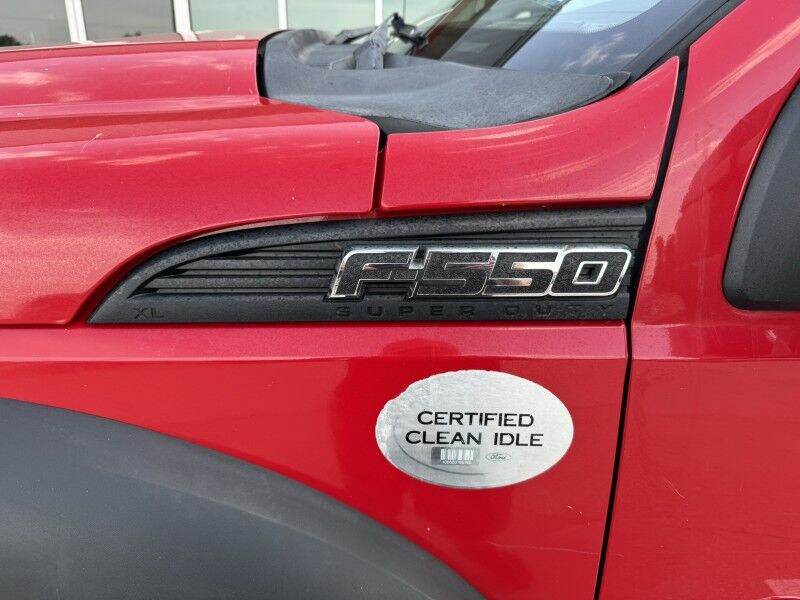 F-550
XL SUPER DUTY
CERTIFIED
CLEAN IDLE
Ford